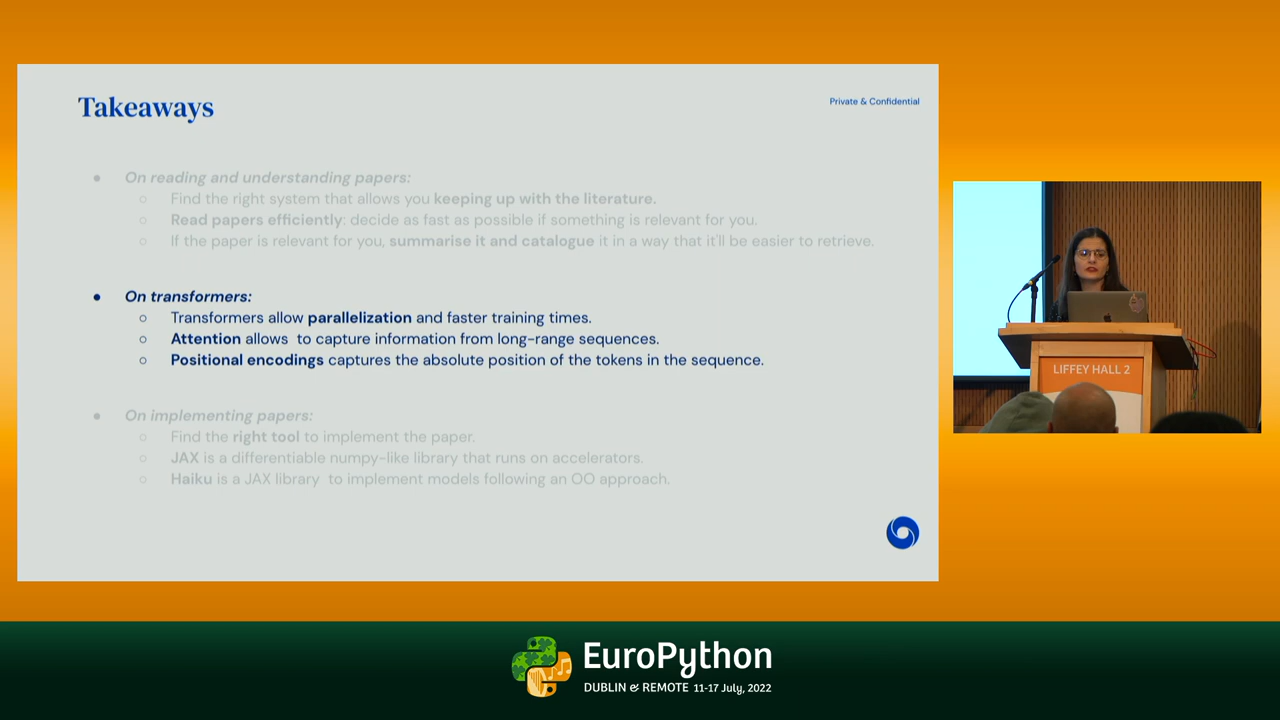 Takeaways
Private & Confidential
● On reading and understanding papers:
○ Find the right system that allows you keeping up with the literature.
○ Read papers efficiently: decide as fast as possible if something is relevant for you.
○ If the paper is relevant for you, summarise it and catalogue it in a way that it'll be easier to retrieve.
● On transformers:
○ Transformers allow parallelization and faster training times.
○ Attention allows to capture information from long-range sequences.
○ Positional encodings captures the absolute position of the tokens in the sequence.
● On implementing papers:
○ Find the right tool to implement the paper.
○ JAX is a differentiable numpy-like library that runs on accelerators.
○ Haiku is a JAX library to implement models following an OO approach.
LIFFEY HALL 2
EuroPython
DUBLIN & REMOTE 11-17 July, 2022